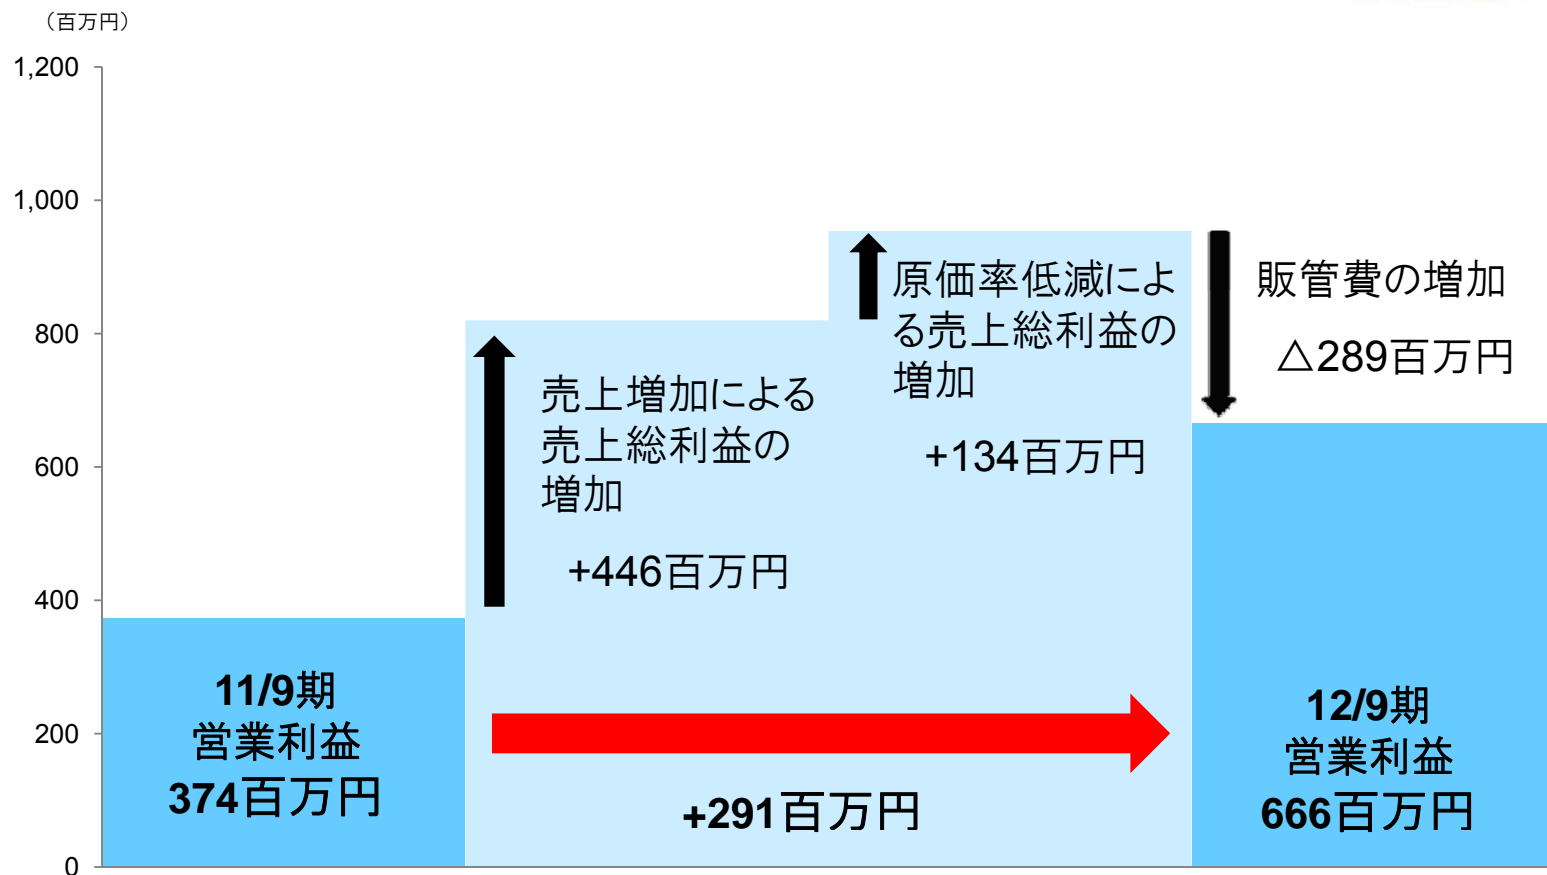 （百万円）
1,200
1,000
800
600
400
200
0
11/9期
営業利益
374百万円
売上増加による
売上総利益の
増加
+446百万円
原価率低減によ
る売上総利益の
増加
+134百万円
販管費の増加
△289百万円
+291百万円
12/9期
営業利益
666百万円